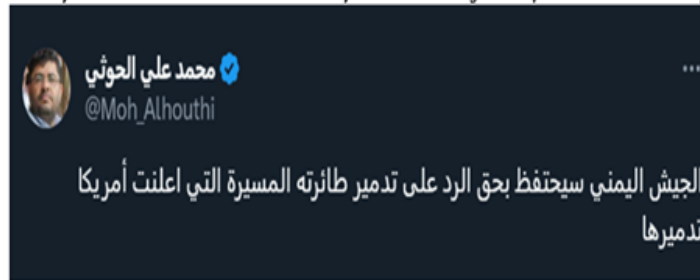 محمد علي الحوثي
@Moh_Alhouthi
...
الجيش اليمني سيحتفظ بحق الرد على تدمير طائرته المسيرة التي اعلنت أمريكا
تدميرها